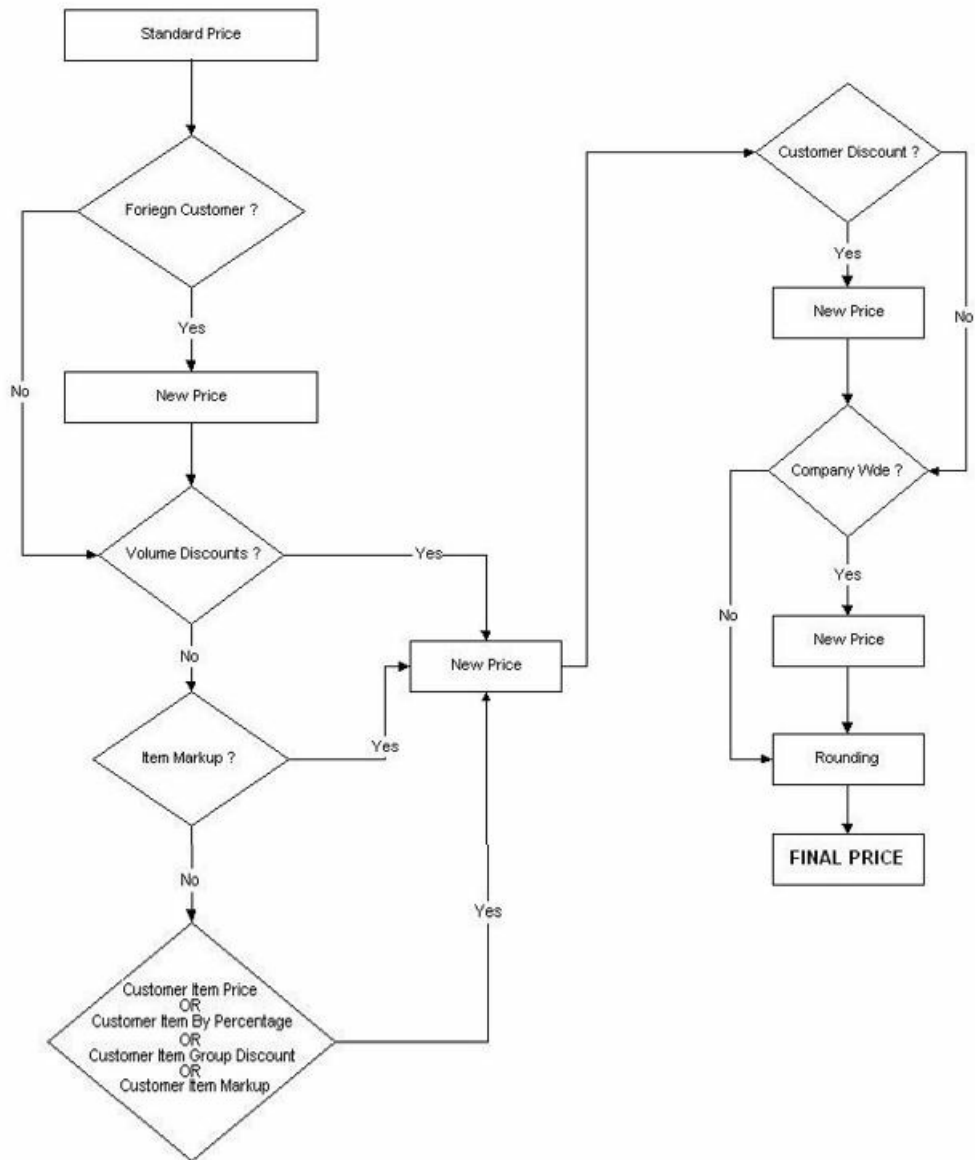 Standard Price
Foriegn Customer ?
Yes
No
New Price
Volume Discounts ?
Yes
No
New Price
Item Markup ?
Yes
No
Customer Item Price
OR
Customer Item By Percentage
OR
Customer Item Group Discount
OR
Customer Item Markup
Yes
Customer Discount ?
Yes
No
New Price
Company Wde ?
Yes
No
New Price
Rounding
FINAL PRICE